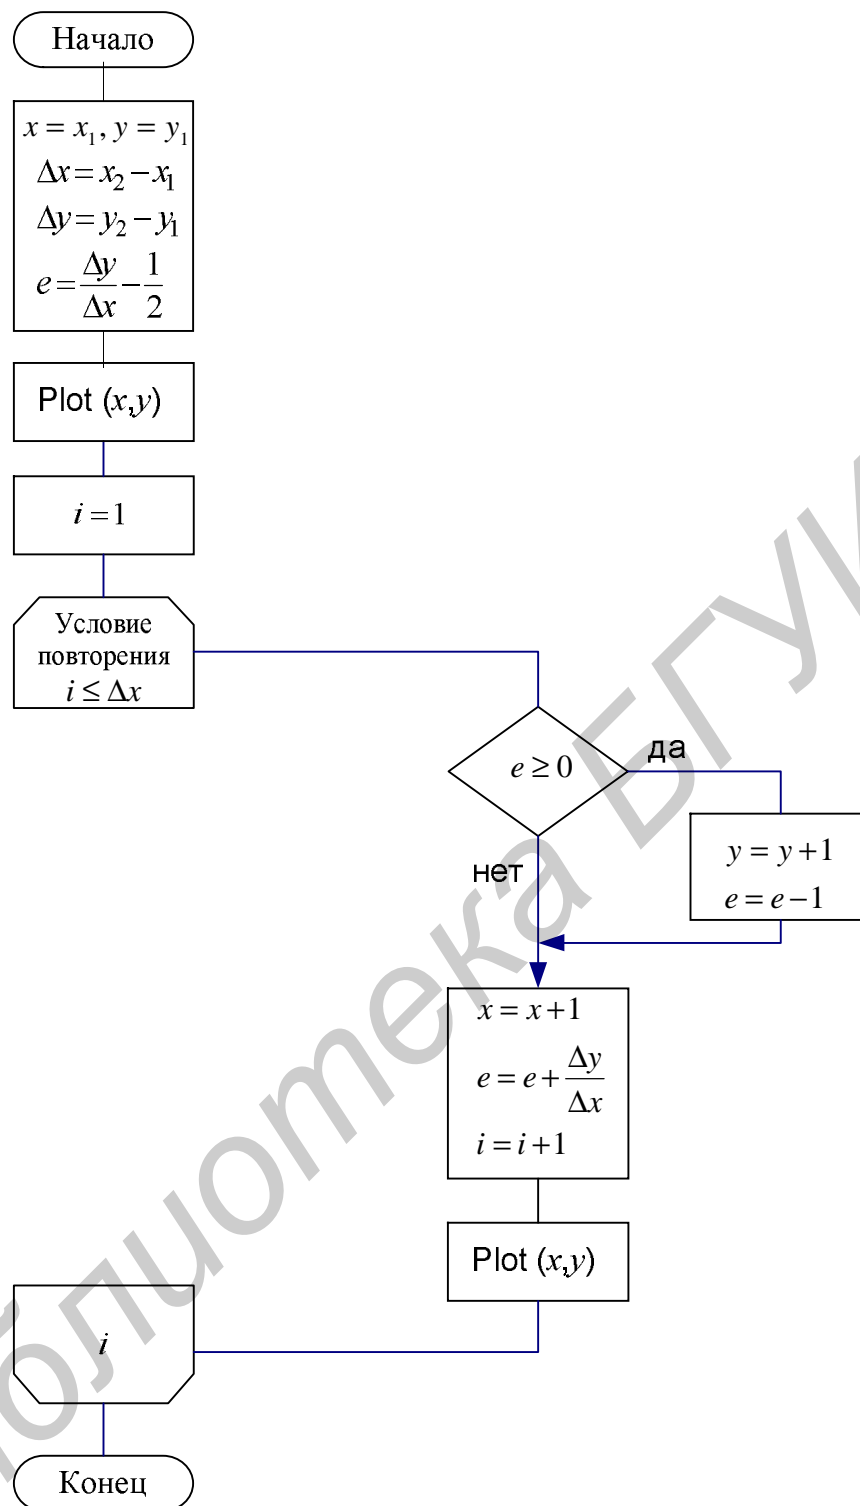 Начало
x = x₁, y = y₁
Δx = x₂ − x₁
Δy = y₂ − y₁
e = Δy/Δx − 1/2
Plot (x,y)
i = 1
Условие
повторения
i ≤ Δx
e ≥ 0
да
y = y + 1
e = e − 1
нет
x = x + 1
e = e + Δy/Δx
i = i + 1
Plot (x,y)
i
Конец